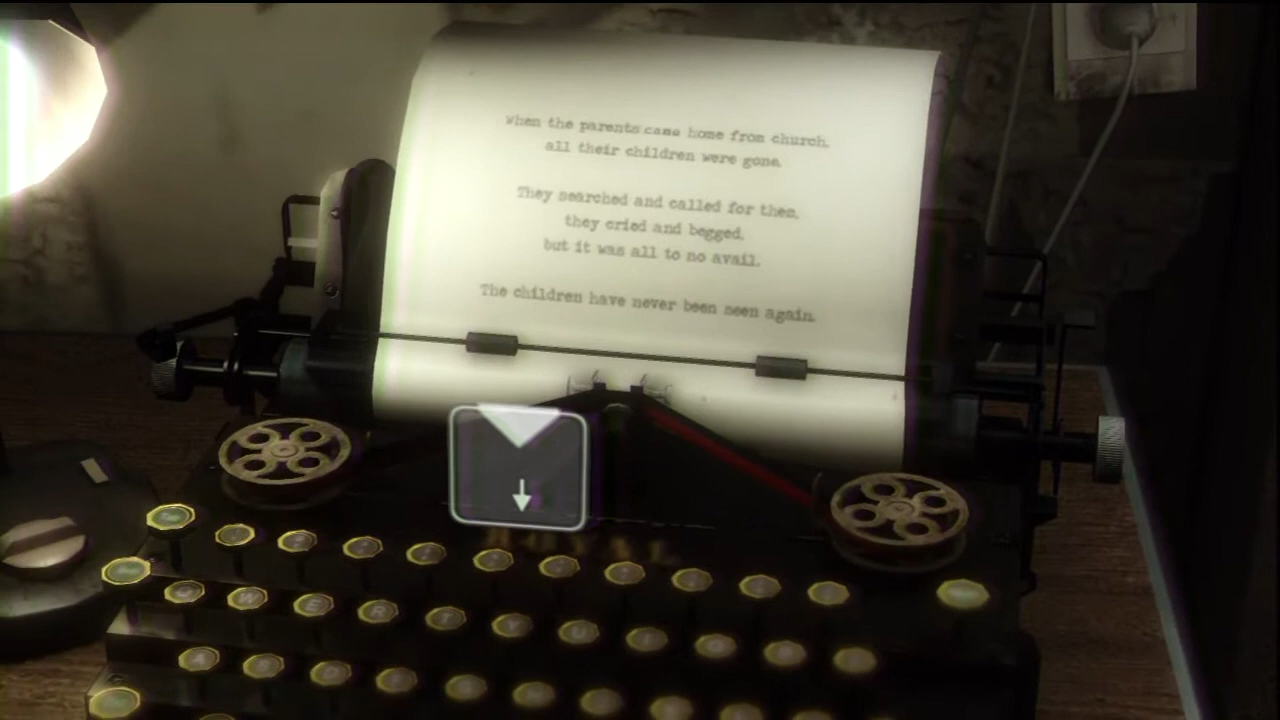 When the parents came home from church,
all their children were gone.
They searched and called for them,
they cried and begged,
but it was all to no avail.
The children have never been seen again.
Q W E R T Y U I O
A S D